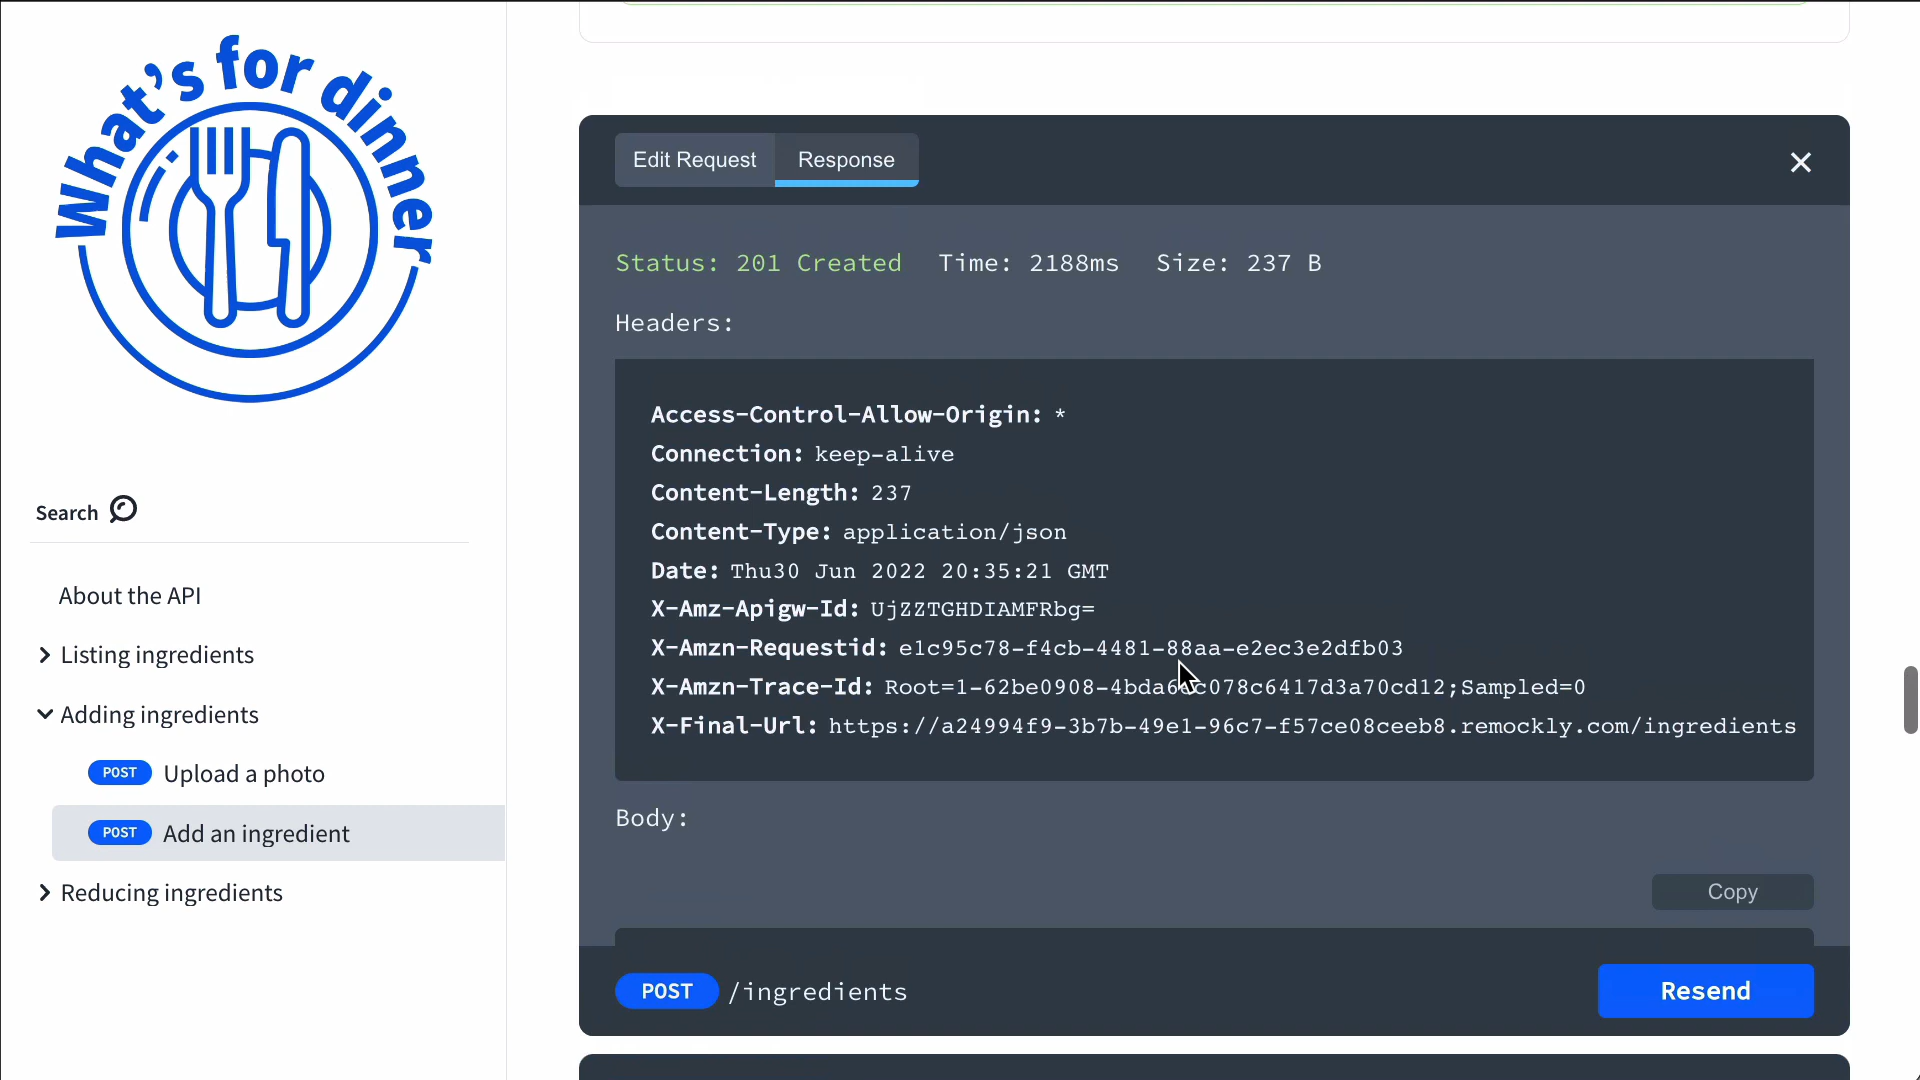 What's for dinner
Search
About the API
Listing ingredients
Adding ingredients
POST Upload a photo
POST Add an ingredient
Reducing ingredients
Edit Request Response
Status: 201 Created Time: 2188ms Size: 237 B
Headers:
Access-Control-Allow-Origin: *
Connection: keep-alive
Content-Length: 237
Content-Type: application/json
Date: Thu30 Jun 2022 20:35:21 GMT
X-Amz-Apigw-Id: UjZZTGHDIAMFRbg=
X-Amzn-Requestid: e1c95c78-f4cb-4481-88aa-e2ec3e2dfb03
X-Amzn-Trace-Id:
X-Final-Url: https://a24994f9-3b7b-49e1-96c7-f57ce08ceeb8.remockly.com/ingredients
Body:
Copy
POST /ingredients
Resend